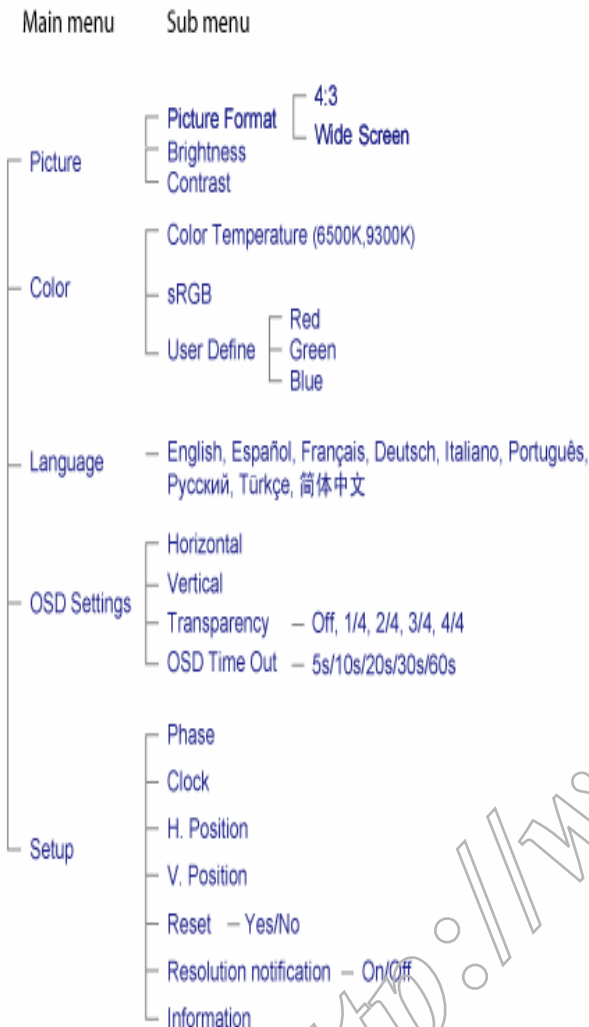 Main menu Sub menu
4:3
Picture Format
Wide Screen
Picture Brightness
Contrast
Color Temperature (6500K,9300K)
Color sRGB
Red
User Define Green
Blue
Language English, Español, Français, Deutsch, Italiano, Português,
Русский, Türkçe, 简体中文
Horizontal
Vertical
OSD Settings
Transparency — Off, 1/4, 2/4, 3/4, 4/4
OSD Time Out — 5s/10s/20s/30s/60s
Phase
Clock
H. Position
Setup
V. Position
Reset — Yes/No
Resolution notification — On/Off
Information